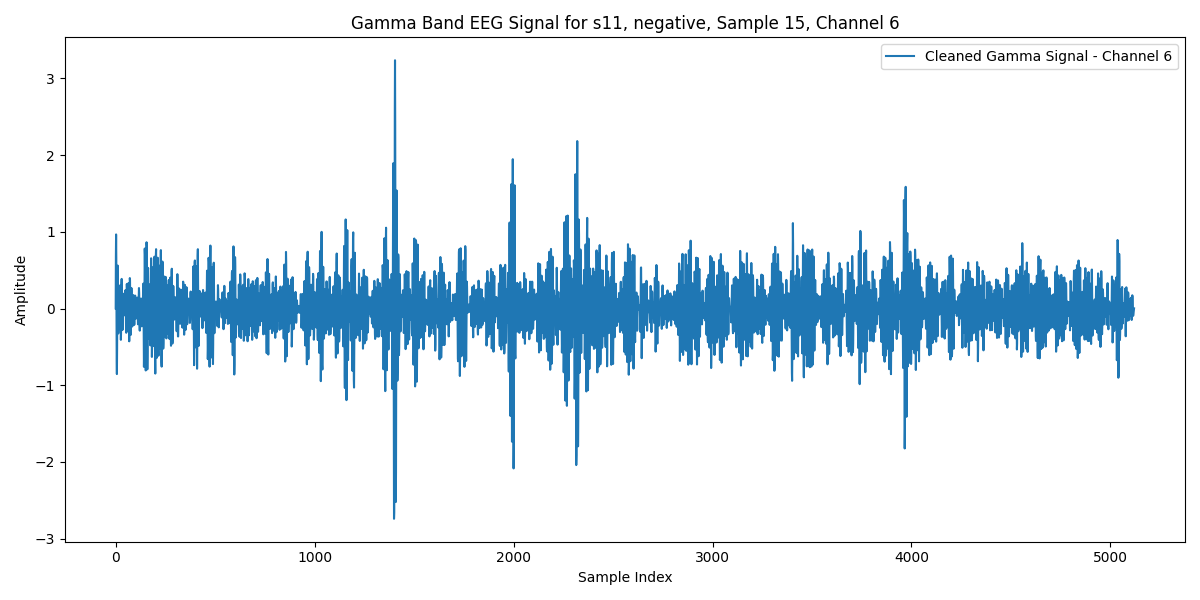 Gamma Band EEG Signal for s11, negative, Sample 15, Channel 6
Cleaned Gamma Signal - Channel 6
Amplitude
3
2
1
0
−1
−2
−3
0 1000 2000 3000 4000 5000
Sample Index